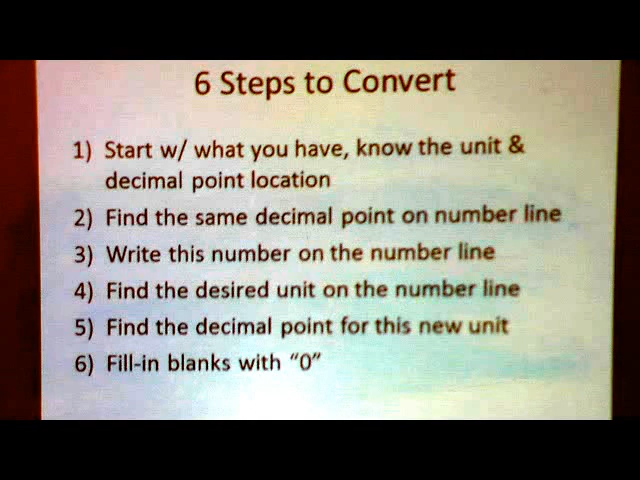 6 Steps to Convert
1) Start w/ what you have, know the unit &
decimal point location
2) Find the same decimal point on number line
3) Write this number on the number line
4) Find the desired unit on the number line
5) Find the decimal point for this new unit
6) Fill-in blanks with “0”